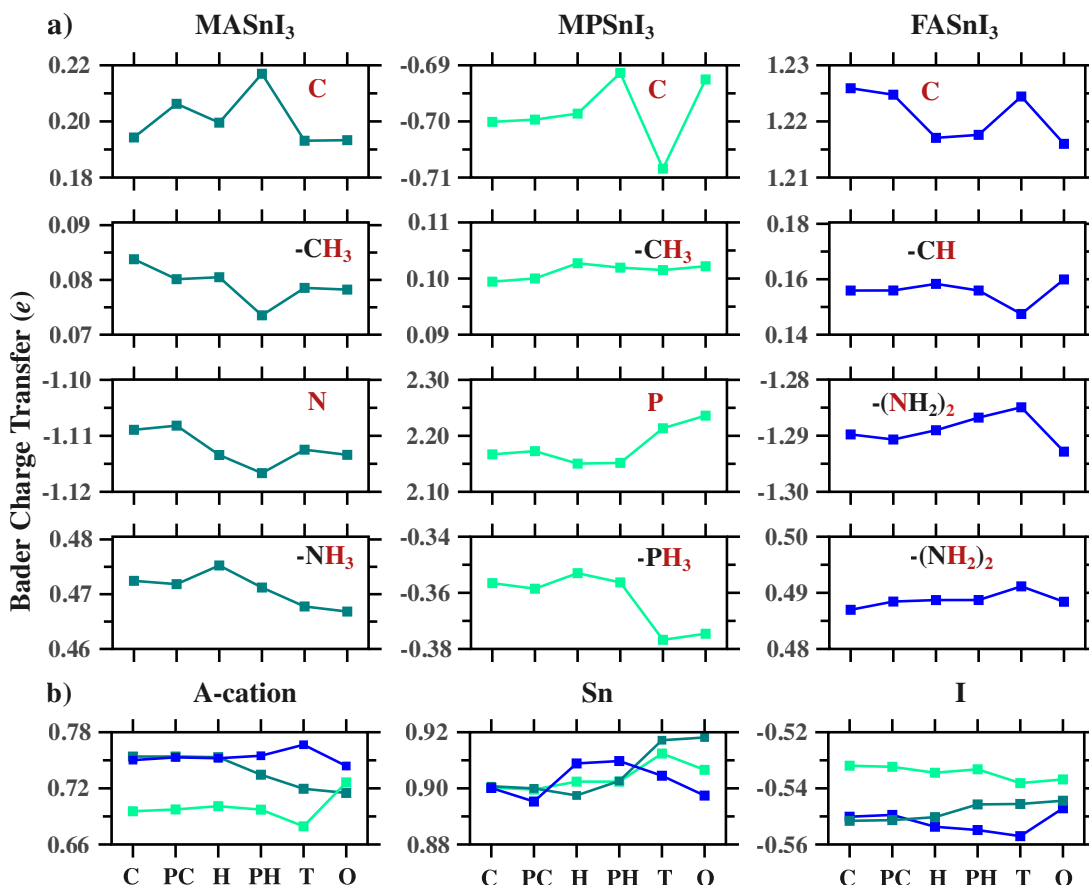 a) MASnI3 MPSnI3 FASnI3
0.22 -0.69 1.23
C C C
0.20 -0.70 1.22
0.18 -0.71 1.21
0.09 0.11 0.18
-CH3 -CH3 -CH
0.08 0.10 0.16
0.07 0.09 0.14
Bader Charge Transfer (e)
-1.10 2.30 -1.28
N P -(NH2)2
-1.11 2.20 -1.29
-1.12 2.10 -1.30
0.48 -0.34 0.50
-NH3 -PH3 -(NH2)2
0.47 -0.36 0.49
0.46 -0.38 0.48
b) A-cation Sn I
0.78 0.92 -0.52
0.72 0.90 -0.54
0.66 0.88 -0.56
C PC H PH T O C PC H PH T O C PC H PH T O